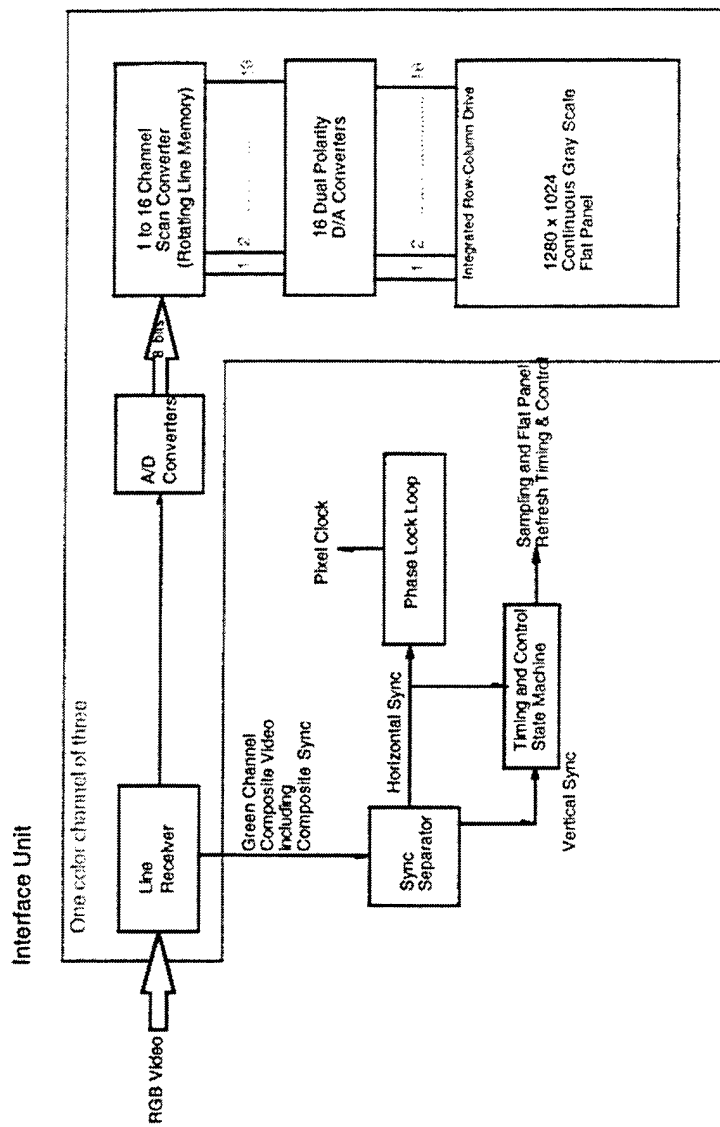 Interface Unit
One color channel of three
RGB Video
Line
Receiver
A/D
Converters
8 bits
1 to 16 Channel
Scan Converter
(Rotating Line Memory)
1
2
16
16 Dual Polarity
D/A Converters
1
2
16
Integrated Row-Column Drive
1280 x 1024
Continuous Gray Scale
Flat Panel
Green Channel
Composite Video
Including
Composite Sync
Sync
Separator
Horizontal Sync
Vertical Sync
Phase Lock Loop
Pixel Clock
Timing and Control
State Machine
Sampling and Flat Panel
Refresh Timing & Control